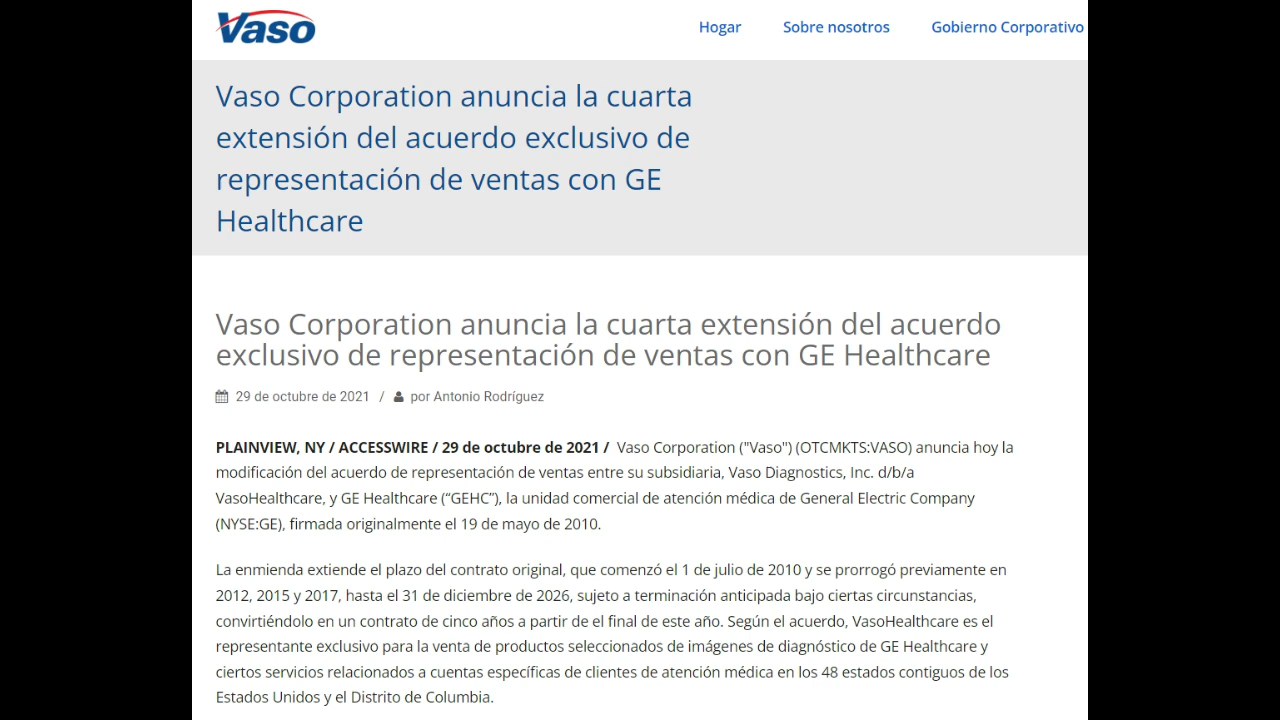 Vaso
Hogar Sobre nosotros Gobierno Corporativo
Vaso Corporation anuncia la cuarta
extensión del acuerdo exclusivo de
representación de ventas con GE
Healthcare
Vaso Corporation anuncia la cuarta extensión del acuerdo
exclusivo de representación de ventas con GE Healthcare
29 de octubre de 2021 / por Antonio Rodríguez
PLAINVIEW, NY / ACCESSWIRE / 29 de octubre de 2021 / Vaso Corporation ("Vaso") (OTCMKTS:VASO) anuncia hoy la
modificación del acuerdo de representación de ventas entre su subsidiaria, Vaso Diagnostics, Inc. d/b/a
VasoHealthcare, y GE Healthcare (“GEHC”), la unidad comercial de atención médica de General Electric Company
(NYSE:GE), firmada originalmente el 19 de mayo de 2010.
La enmienda extiende el plazo del contrato original, que comenzó el 1 de julio de 2010 y se prorrogó previamente en
2012, 2015 y 2017, hasta el 31 de diciembre de 2026, sujeto a terminación anticipada bajo ciertas circunstancias,
convirtiéndolo en un contrato de cinco años a partir de el final de este año. Según el acuerdo, VasoHealthcare es el
representante exclusivo para la venta de productos seleccionados de imágenes de diagnóstico de GE Healthcare y
ciertos servicios relacionados a cuentas específicas de clientes de atención médica en los 48 estados contiguos de los
Estados Unidos y el Distrito de Columbia.